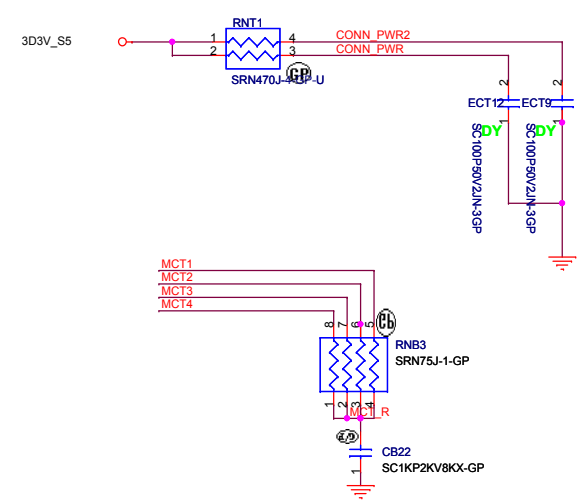 RNT1
3D3V_S5
1 4 CONN_PWR2
2 3 CONN_PWR
GP
SRN470J-4-GP-U
2 2
ECT12 ECT9
1 1
DY DY
SC100P50V2JN-3GP SC100P50V2JN-3GP
MCT1
MCT2
MCT3
MCT4
8 7 6 5
RNB3
SRN75J-1-GP
1 2 3 4
MCT_R
CB22
1
SC1KP2KV8KX-GP